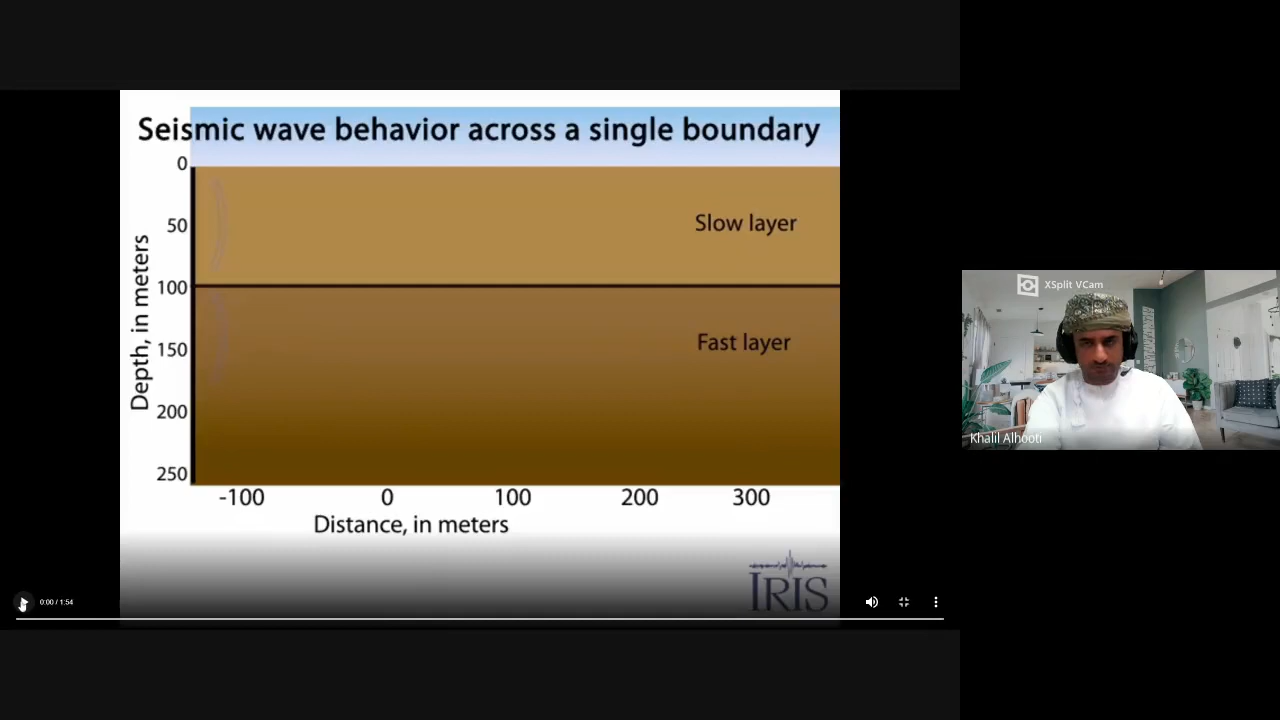 Seismic wave behavior across a single boundary
0
50
100
150
200
250
Depth, in meters
Slow layer
Fast layer
-100 0 100 200 300
Distance, in meters
IRIS
0:00 / 1:54
XSplit VCam
Khalil Alhooti